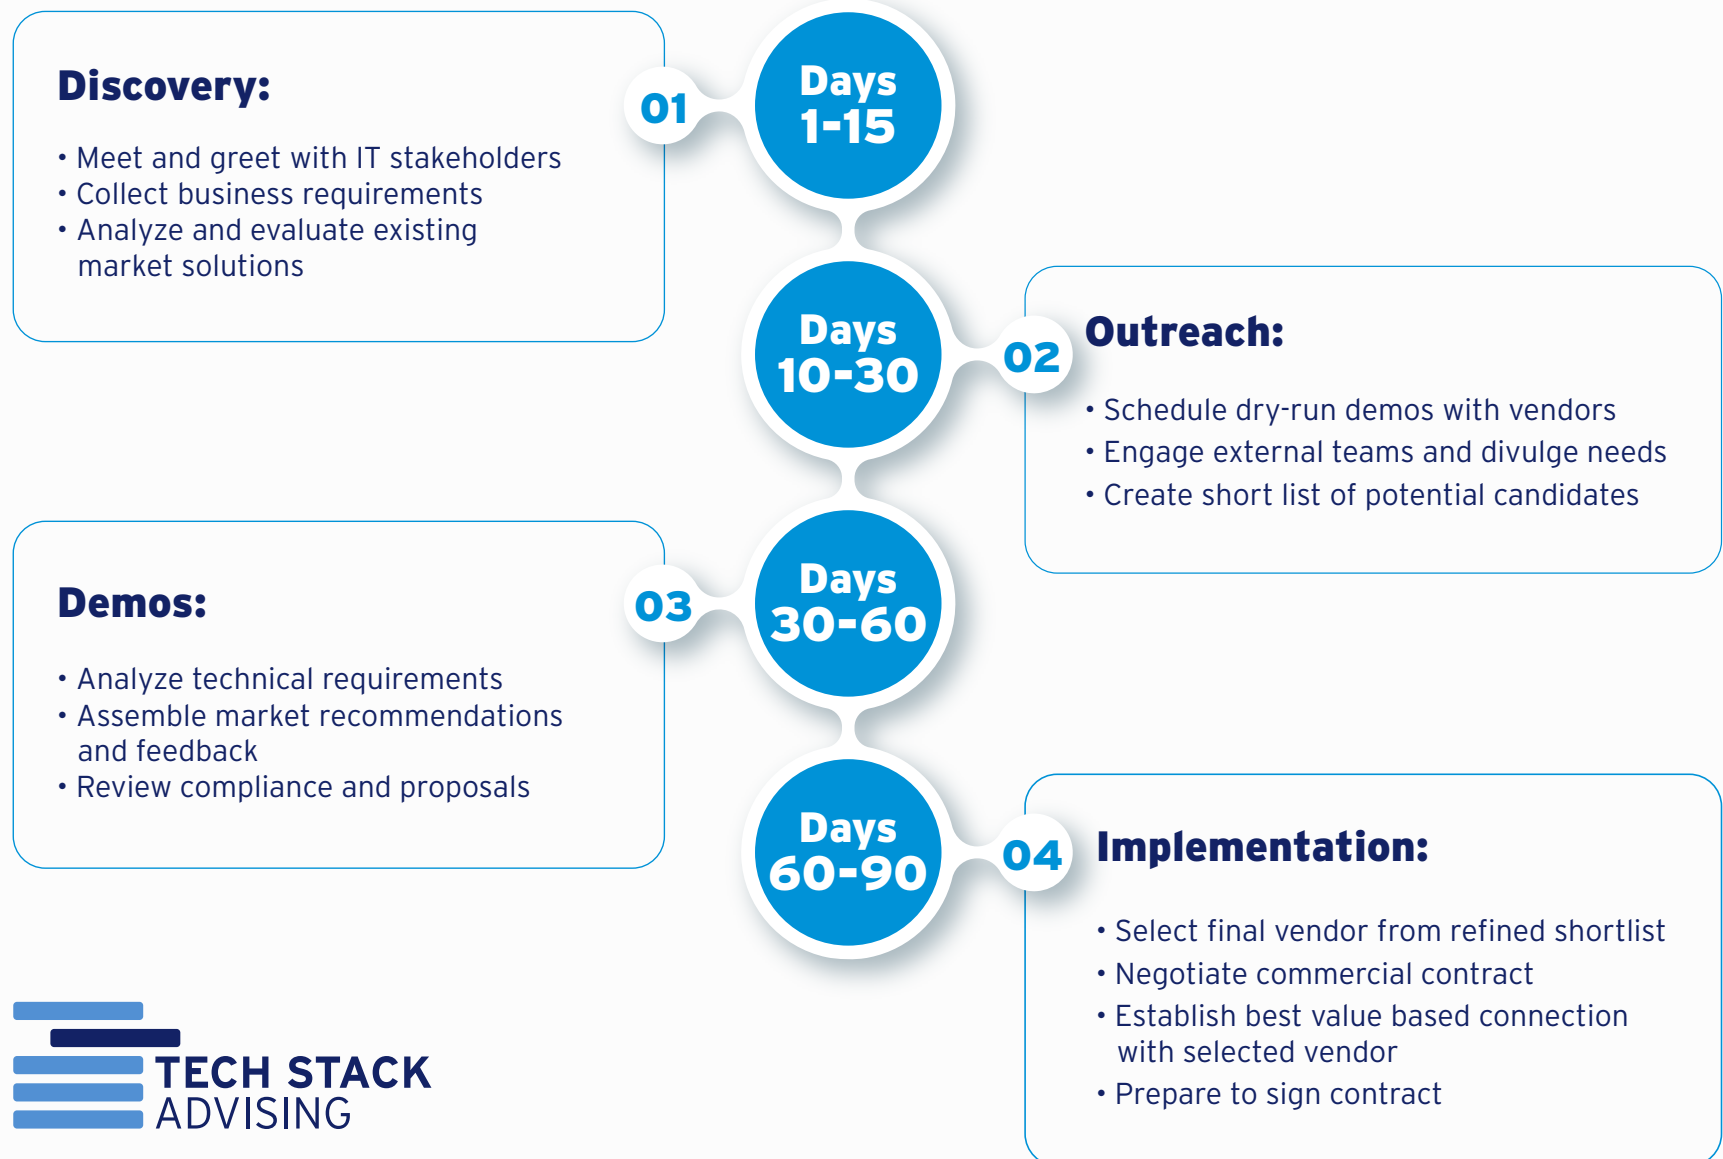 Discovery:
• Meet and greet with IT stakeholders
• Collect business requirements
• Analyze and evaluate existing
market solutions
01
Days
1-15
Days
10-30
02
Outreach:
• Schedule dry-run demos with vendors
• Engage external teams and divulge needs
• Create short list of potential candidates
Demos:
• Analyze technical requirements
• Assemble market recommendations
and feedback
• Review compliance and proposals
03
Days
30-60
Days
60-90
04
Implementation:
• Select final vendor from refined shortlist
• Negotiate commercial contract
• Establish best value based connection
with selected vendor
• Prepare to sign contract
TECH STACK
ADVISING